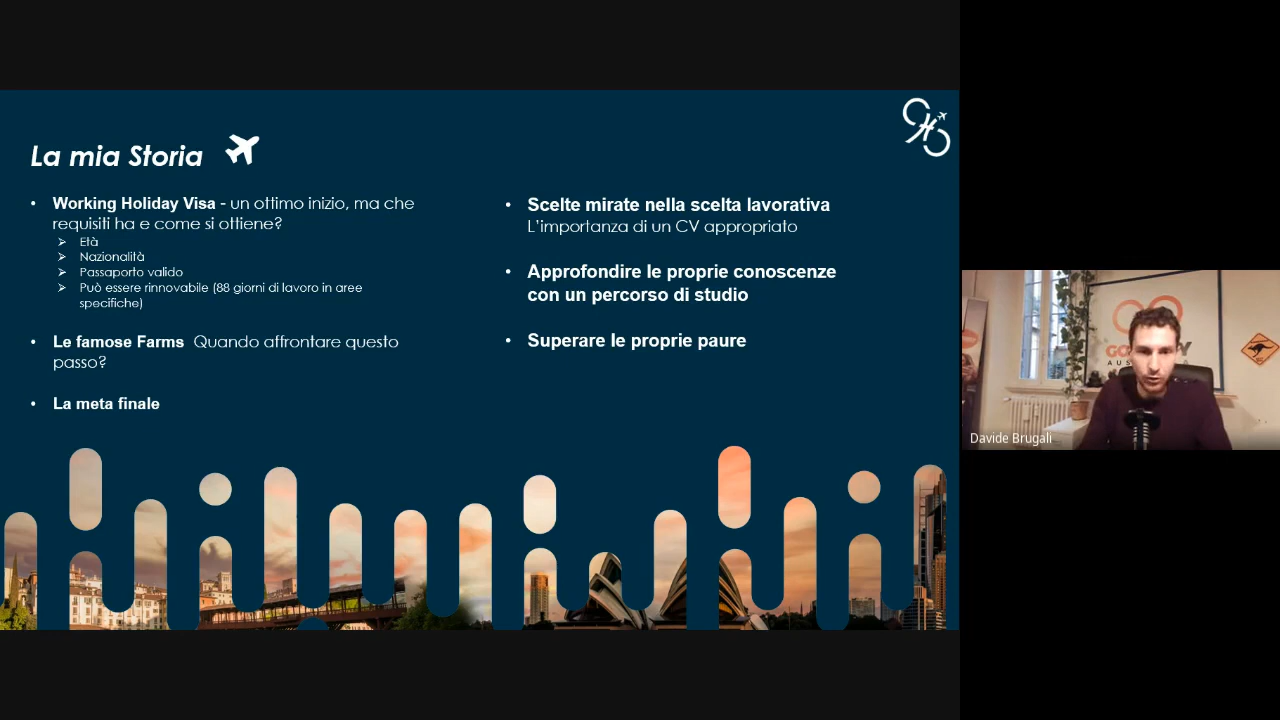 La mia Storia
• Working Holiday Visa - un ottimo inizio, ma che
requisiti ha e come si ottiene?
➢ Età
➢ Nazionalità
➢ Passaporto valido
➢ Può essere rinnovabile (88 giorni di lavoro in aree
specifiche)
• Le famose Farms Quando affrontare questo
passo?
• La meta finale
• Scelte mirate nella scelta lavorativa
L'importanza di un CV appropriato
• Approfondire le proprie conoscenze
con un percorso di studio
• Superare le proprie paure
Davide Brugali